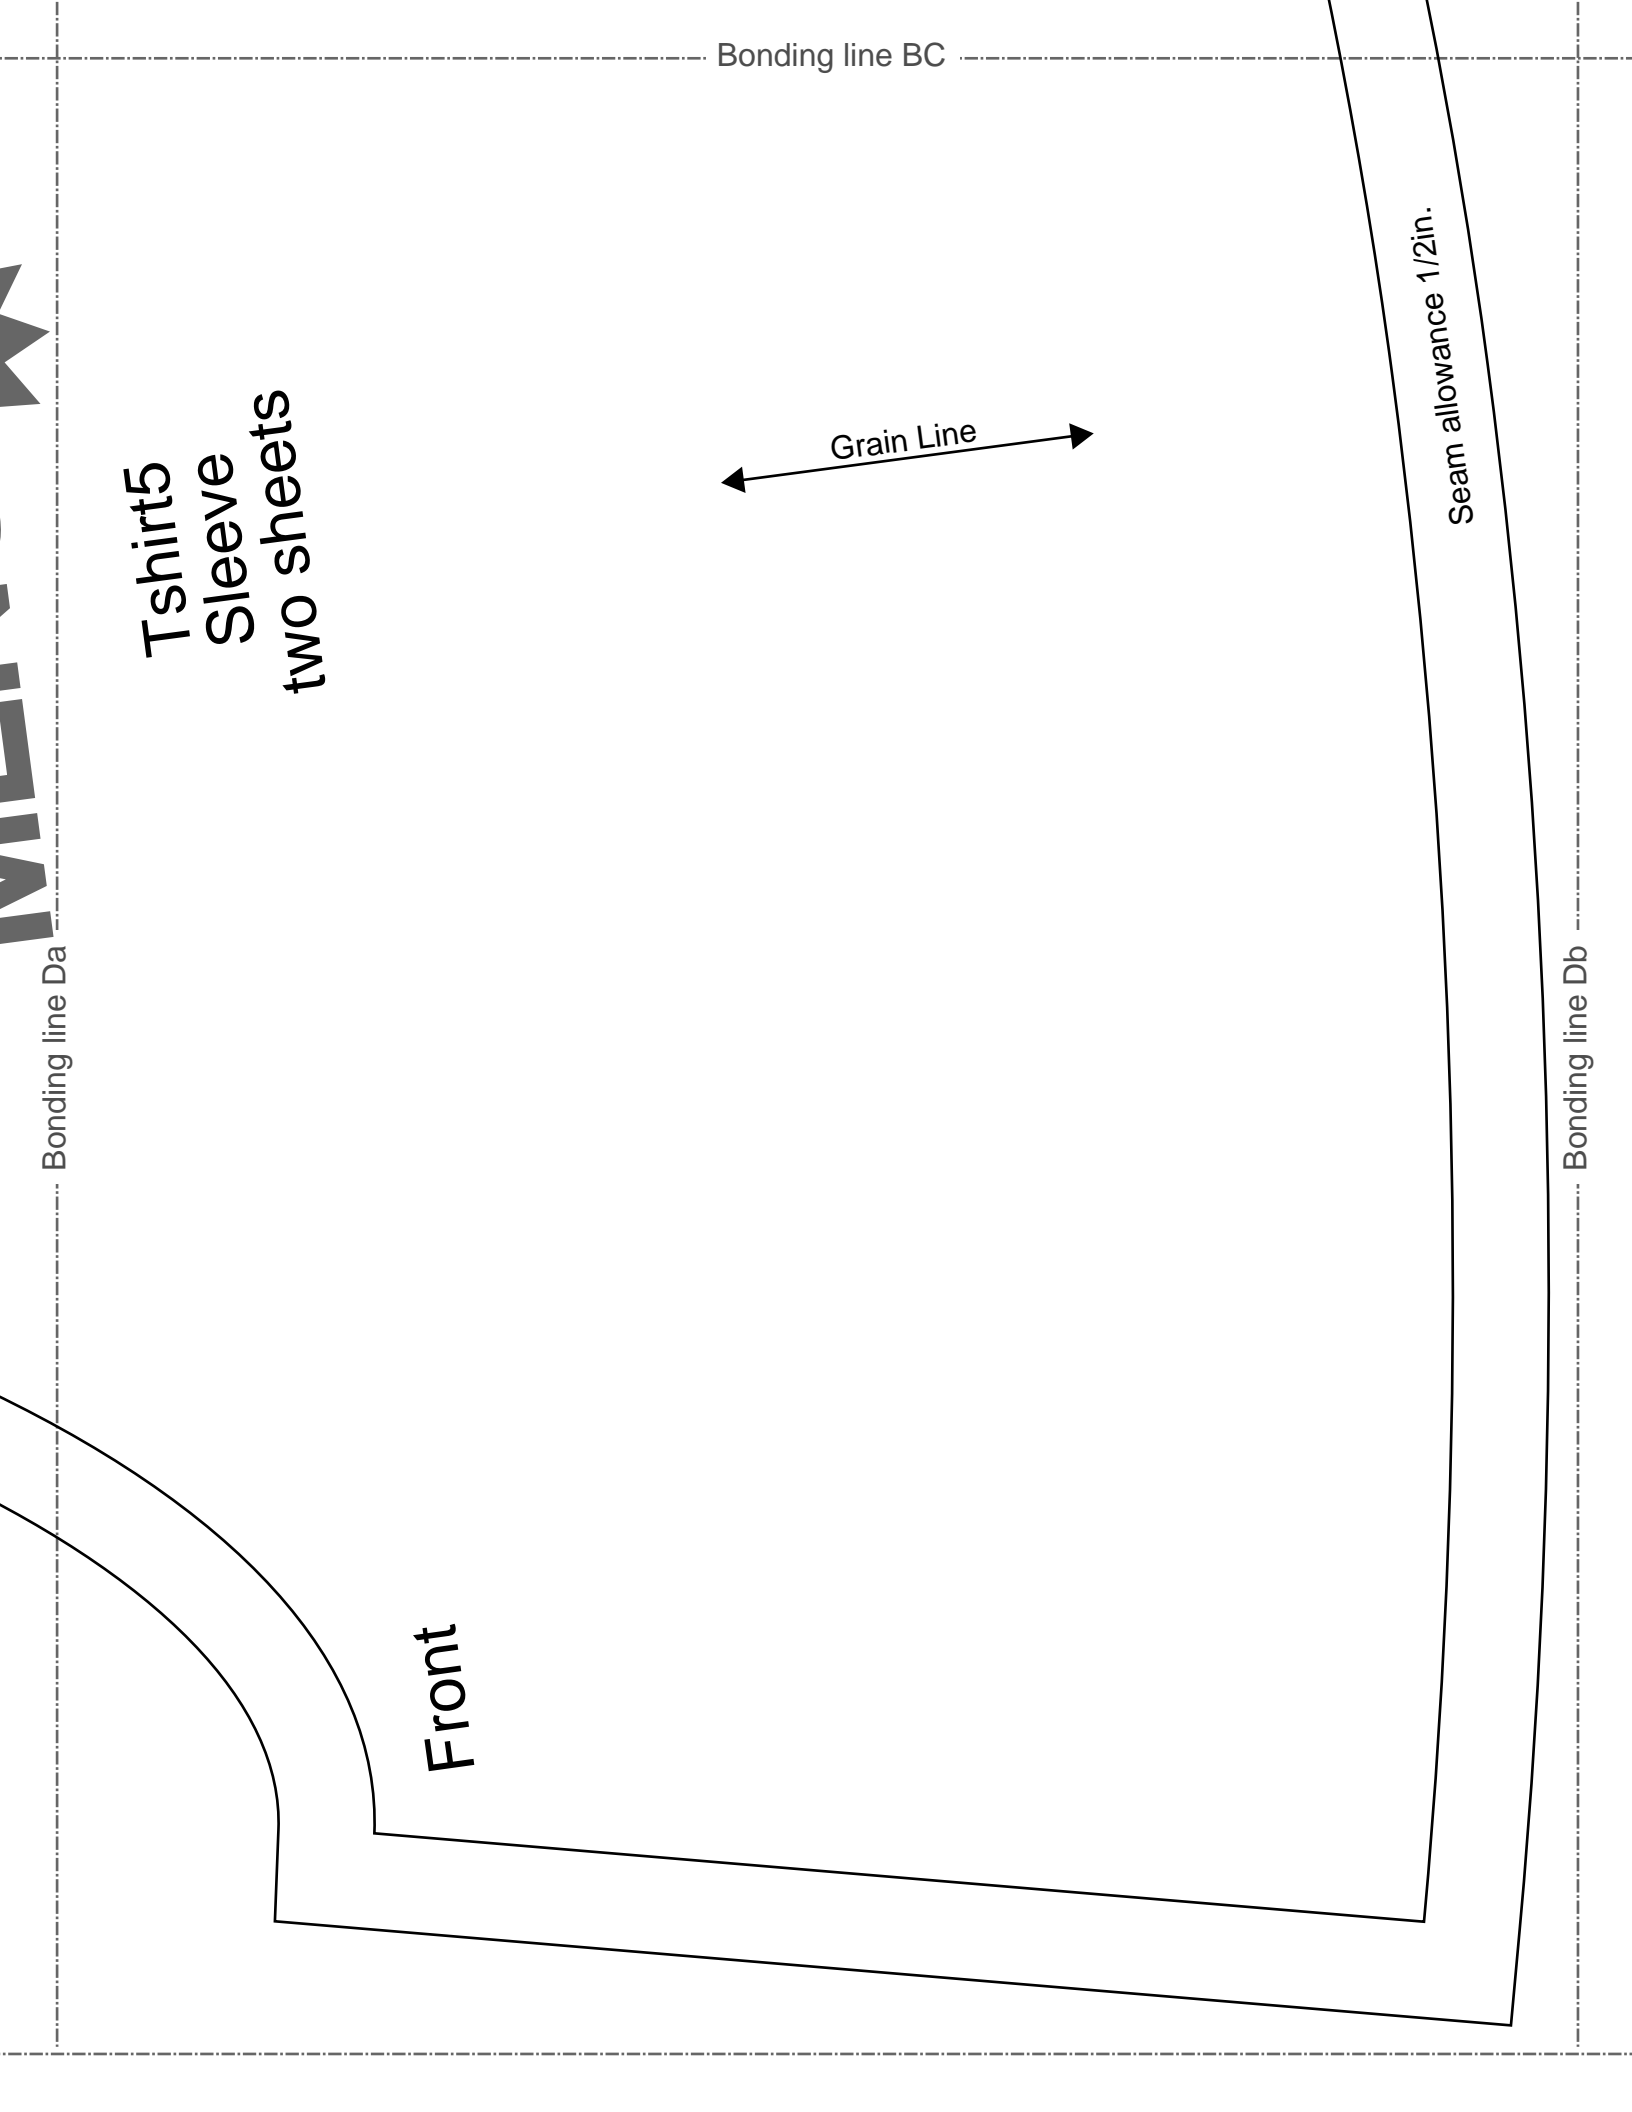 Bonding line BC
Seam allowance 1/2in.
Grain Line
Tshirt5
Sleeve
two sheets
Bonding line Da
Bonding line Db
Front